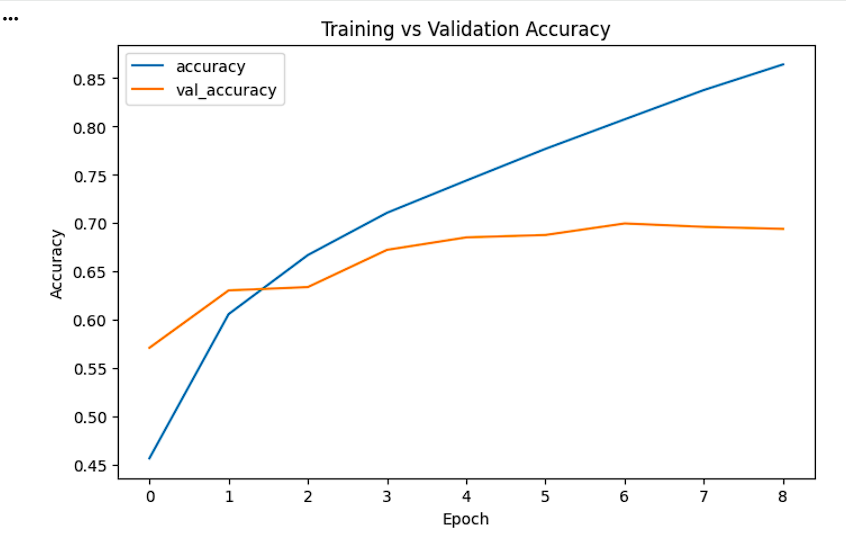 ...
Training vs Validation Accuracy
accuracy
val_accuracy
0.85
0.80
0.75
0.70
0.65
0.60
0.55
0.50
0.45
Accuracy
0 1 2 3 4 5 6 7 8
Epoch